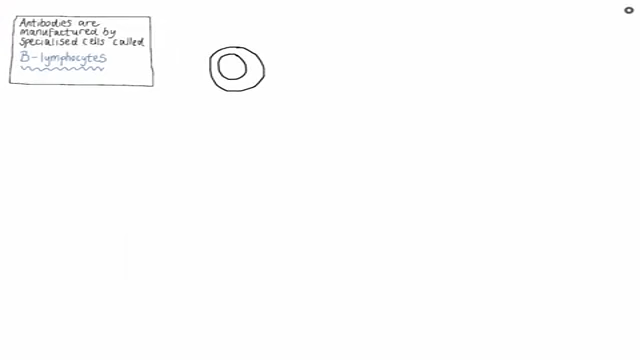 Antibodies are
manufactured by
specialised cells called
B-lymphocytes